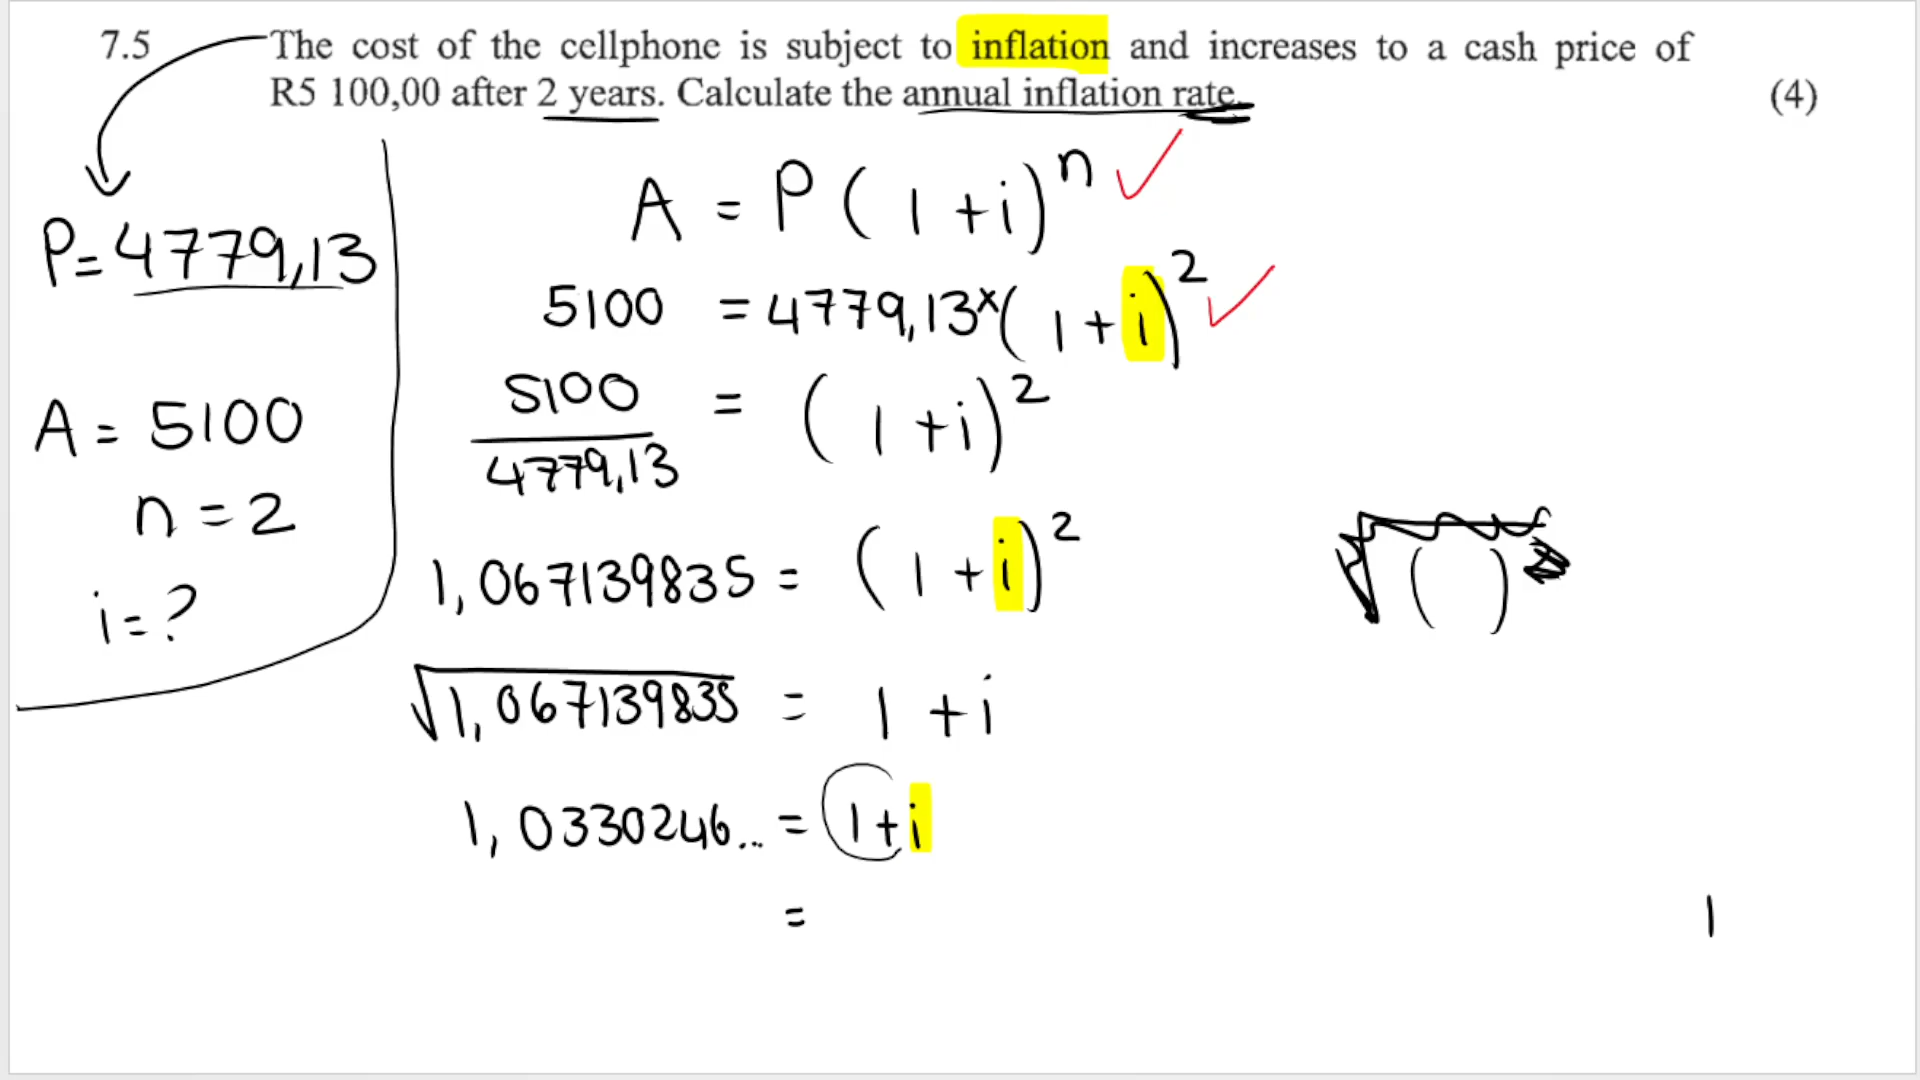 7.5 The cost of the cellphone is subject to inflation and increases to a cash price of
R5 100,00 after 2 years. Calculate the annual inflation rate. (4)
P=4779,13
A = 5100
n = 2
i = ?
A = P(1+i)^n ✓
5100 = 4779,13×(1+i)^2 ✓
5100/4779,13 = (1+i)^2
1,067139835 = (1+i)^2
√1,067139835 = 1+i
√( )
1,0330246... = 1+i
= 1